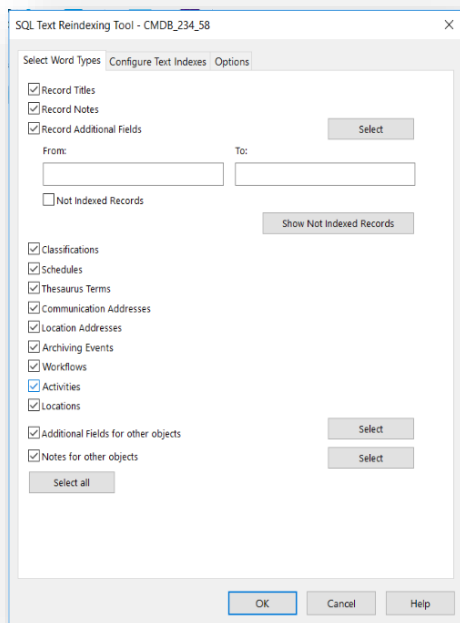 SQL Text Reindexing Tool - CMDB_234_58
Select Word Types Configure Text Indexes Options
Record Titles
Record Notes
Record Additional Fields Select
From: To:
Not Indexed Records
Show Not Indexed Records
Classifications
Schedules
Thesaurus Terms
Communication Addresses
Location Addresses
Archiving Events
Workflows
Activities
Locations
Additional Fields for other objects Select
Notes for other objects Select
Select all
OK Cancel Help